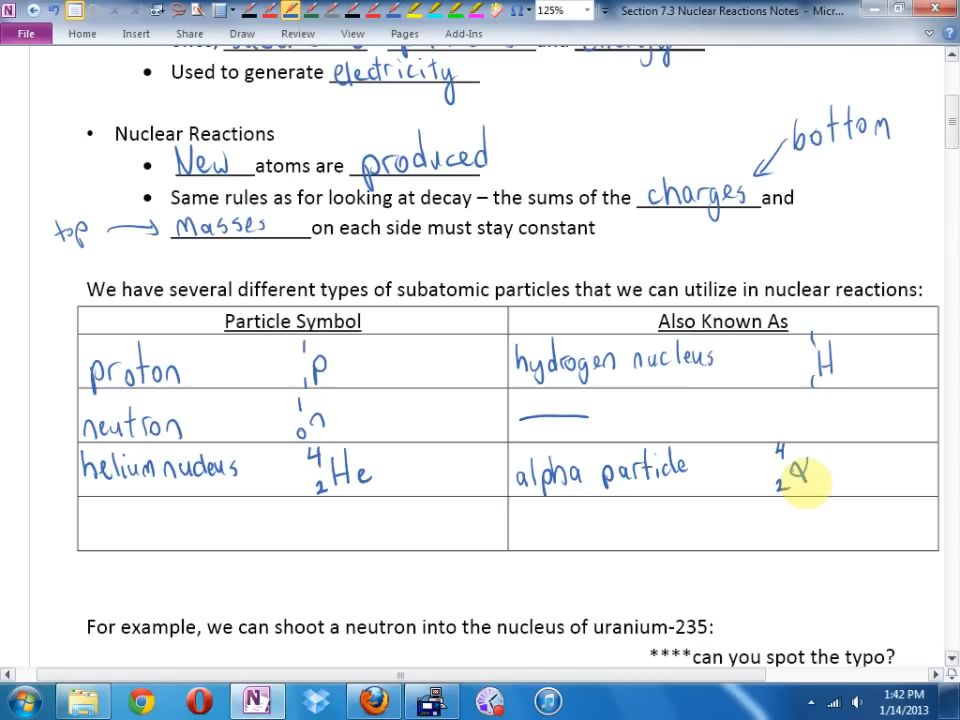 125%
Section 7.3 Nuclear Reactions Notes - Micr...
File Home Insert Share Draw Review View Add-Ins
and energy
• Used to generate electricity
• Nuclear Reactions
bottom
• New atoms are produced
• Same rules as for looking at decay – the sums of the charges and
top masses on each side must stay constant
We have several different types of subatomic particles that we can utilize in nuclear reactions:
Particle Symbol Also Known As
proton ¹₁P hydrogen nucleus ¹₁H
neutron ¹₀n
helium nucleus ⁴₂He alpha particle ⁴₂α
For example, we can shoot a neutron into the nucleus of uranium-235:
****can you spot the typo?
1:42 PM
1/14/2013